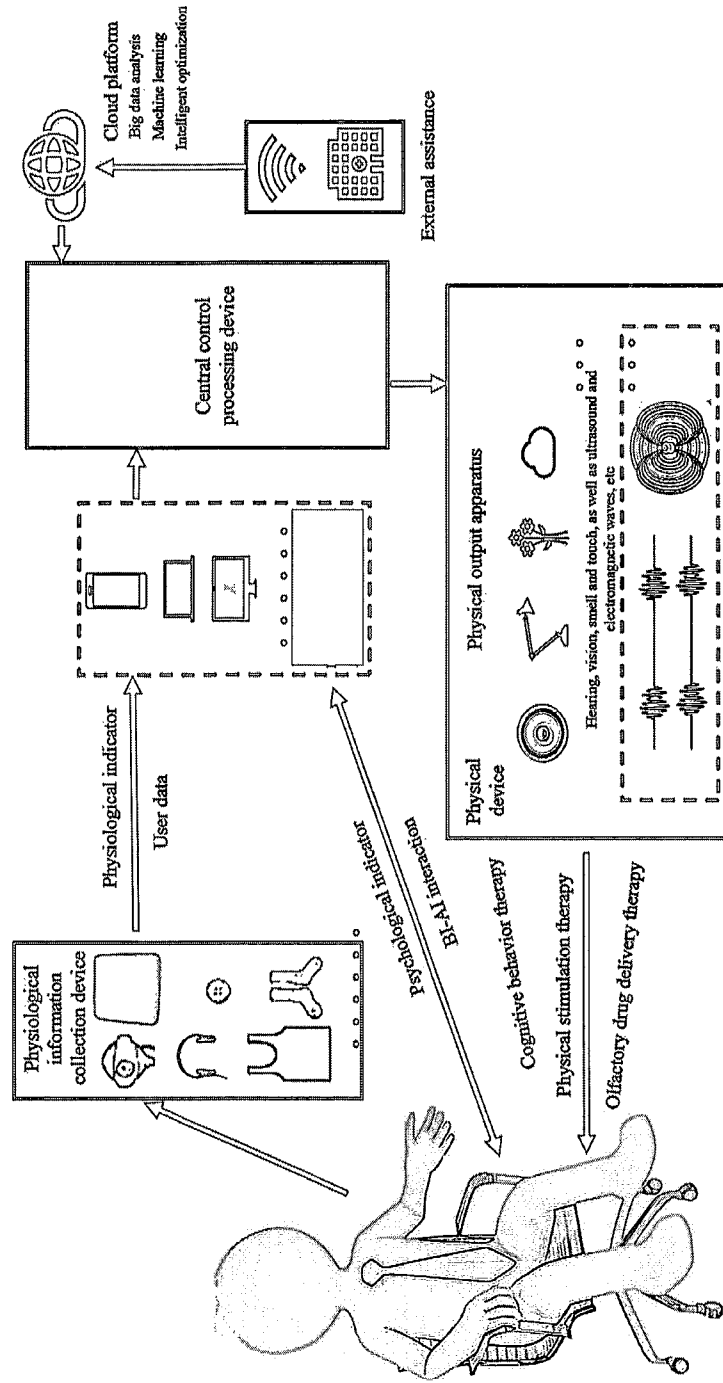 Physiological
information
collection device
Physiological indicator
User data
Central control
processing device
Cloud platform
Big data analysis
Machine learning
Intelligent optimization
External assistance
Psychological indicator
BI-AI interaction
Cognitive behavior therapy
Physical stimulation therapy
Olfactory drug delivery therapy
Physical
device
Physical output apparatus
Hearing, vision, smell and touch, as well as ultrasound and
electromagnetic waves, etc